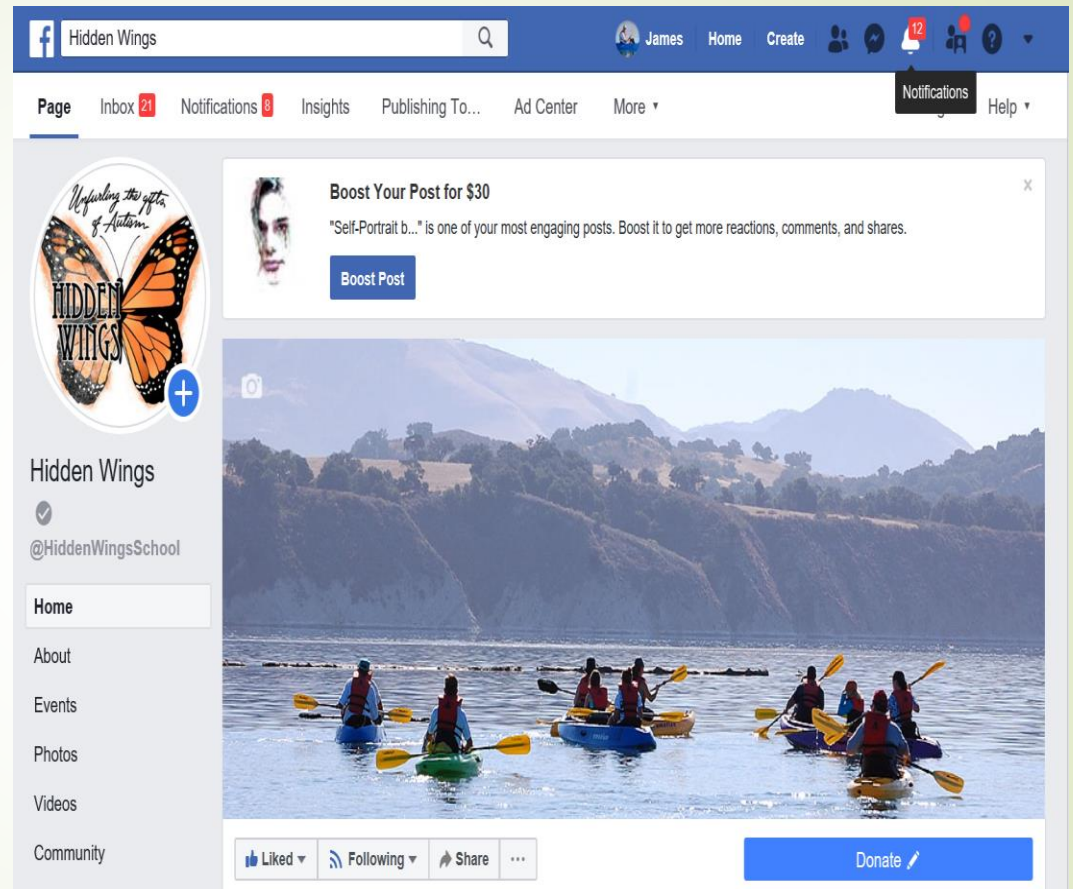 f Hidden Wings James Home Create 12
Notifications
Page Inbox 21 Notifications 8 Insights Publishing To... Ad Center More Help
Unfurling the gifts
of Autism
HIDDEN
WINGS
Boost Your Post for $30 x
"Self-Portrait b..." is one of your most engaging posts. Boost it to get more reactions, comments, and shares.
Boost Post
Hidden Wings
@HiddenWingsSchool
Home
About
Events
Photos
Videos
Community
Liked Following Share ... Donate